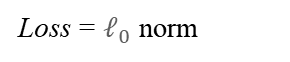 Loss = ℓ₀ norm